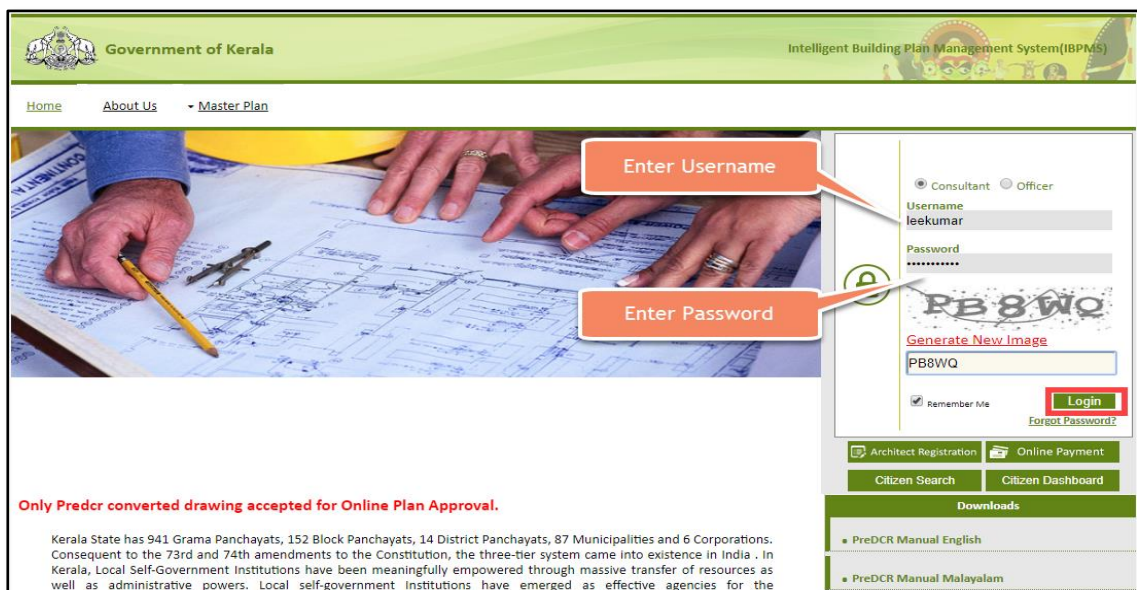 Government of Kerala
Intelligent Building Plan Management System(IBPMS)
Home About Us Master Plan
CONTINENTAL
Enter Username
Consultant Officer
Username
leekumar
Password
Enter Password
PB8WQ
Generate New Image
PB8WQ
Remember Me Login
Forgot Password?
Architect Registration Online Payment
Citizen Search Citizen Dashboard
Only Predcr converted drawing accepted for Online Plan Approval.
Downloads
Kerala State has 941 Grama Panchayats, 152 Block Panchayats, 14 District Panchayats, 87 Municipalities and 6 Corporations.
Consequent to the 73rd and 74th amendments to the Constitution, the three-tier system came into existence in India . In
Kerala, Local Self-Government Institutions have been meaningfully empowered through massive transfer of resources as
well as administrative powers. Local self-government Institutions have emerged as effective agencies for the
PreDCR Manual English
PreDCR Manual Malayalam